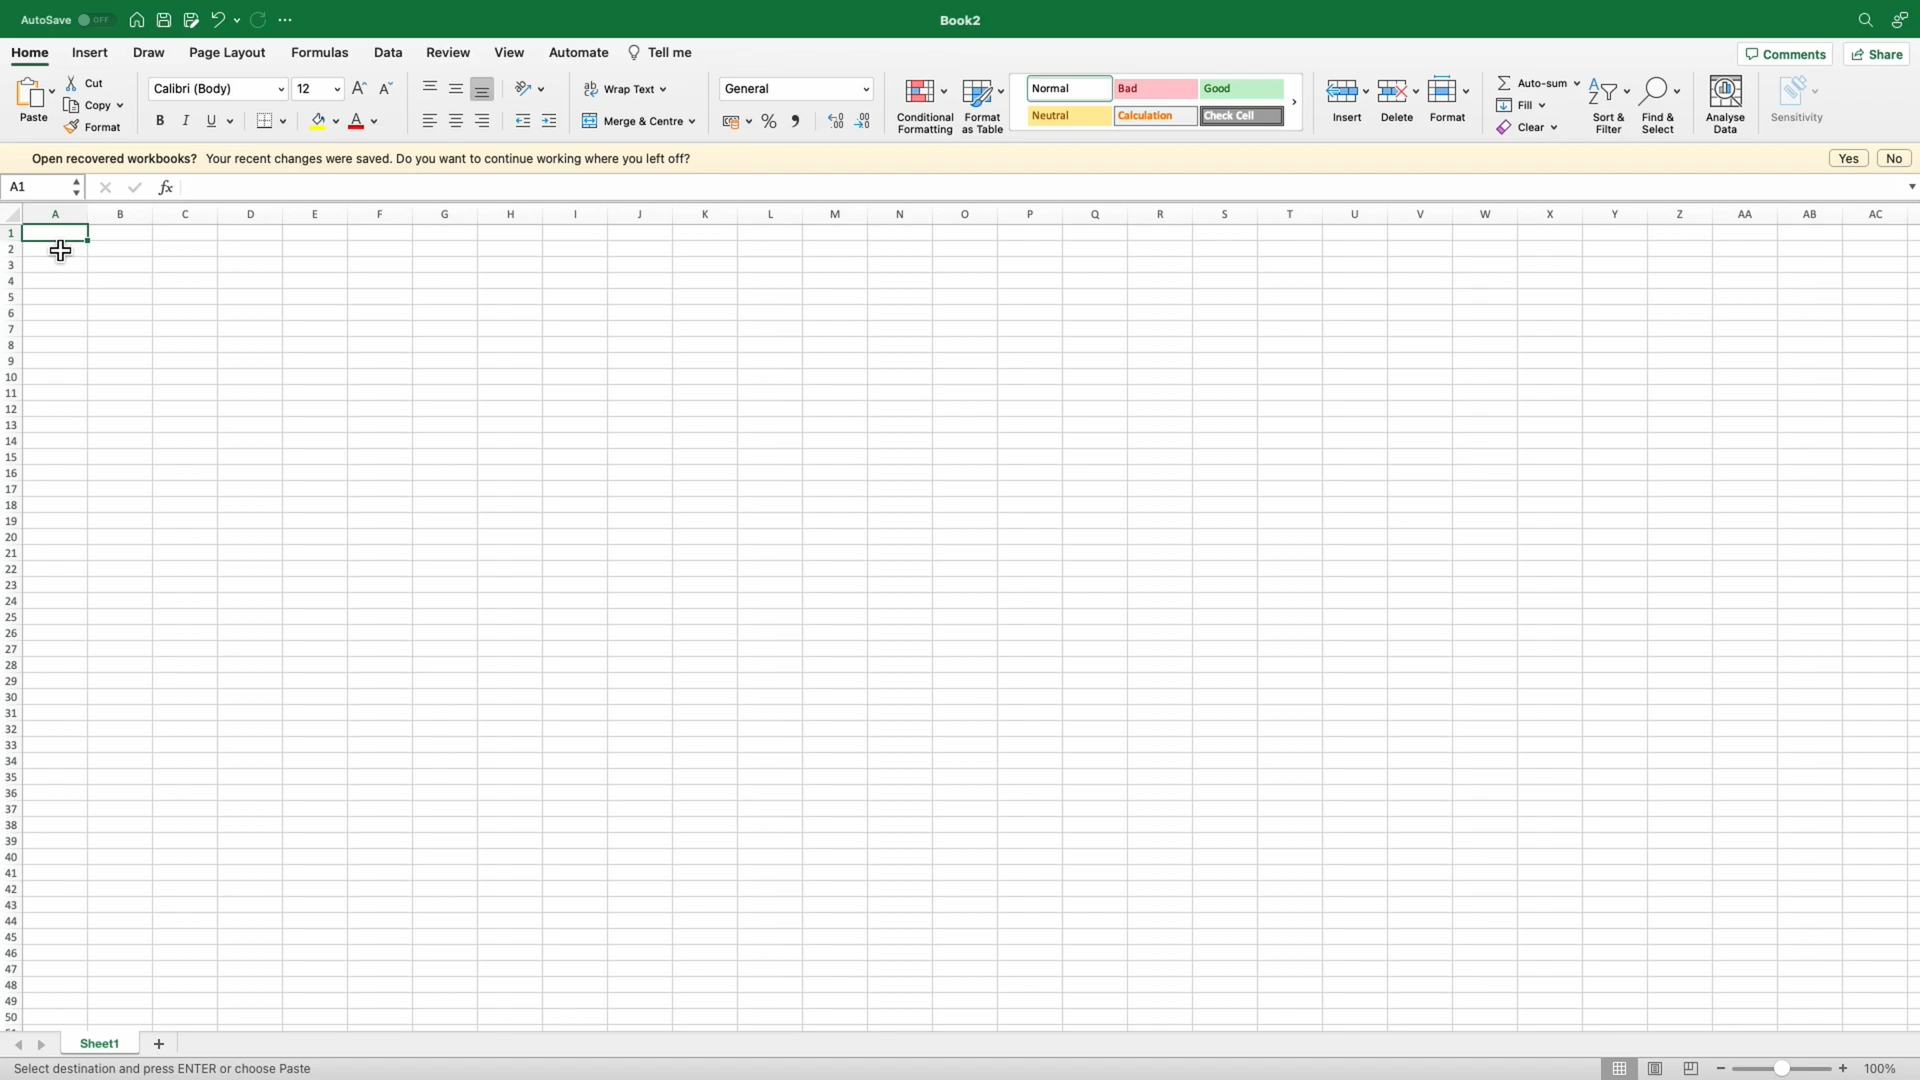 AutoSave OFF Book2
Home Insert Draw Page Layout Formulas Data Review View Automate Tell me Comments Share
Paste Cut Copy Format
Calibri (Body) 12
Wrap Text
Merge & Centre
General
Conditional Formatting
Format as Table
Normal Bad Good
Neutral Calculation Check Cell
Insert Delete Format
Auto-sum
Fill
Clear
Sort & Filter
Find & Select
Analyse Data
Sensitivity
Open recovered workbooks? Your recent changes were saved. Do you want to continue working where you left off? Yes No
A1 fx
A B C D E F G H I J K L M N O P Q R S T U V W X Y Z AA AB AC
1
2
3
4
5
6
7
8
9
10
11
12
13
14
15
16
17
18
19
20
21
22
23
24
25
26
27
28
29
30
31
32
33
34
35
36
37
38
39
40
41
42
43
44
45
46
47
48
49
50
Sheet1
Select destination and press ENTER or choose Paste 100%